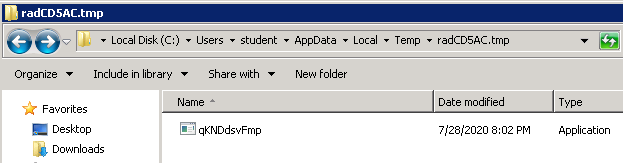 radCD5AC.tmp
Local Disk (C:) Users student AppData Local Temp radCD5AC.tmp
Organize Include in library Share with New folder
Favorites
Desktop
Downloads
Name Date modified Type
qKNDdsvFmp 7/28/2020 8:02 PM Application